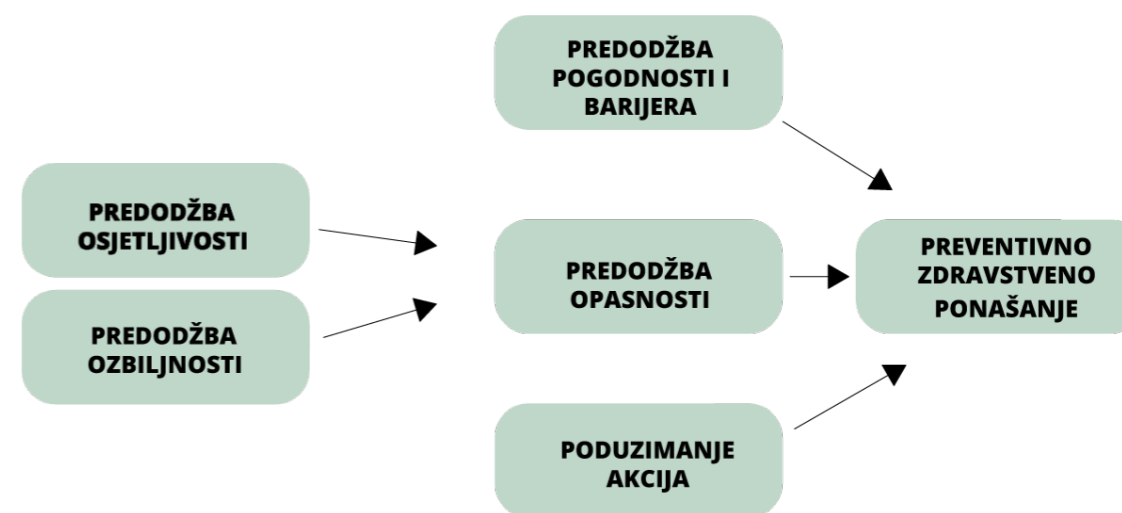 PREDODŽBA
POGODNOSTI I
BARIJERA
PREDODŽBA
OSJETLJIVOSTI
PREDODŽBA
OPASNOSTI
PREVENTIVNO
ZDRAVSTVENO
PONAŠANJE
PREDODŽBA
OZBILJNOSTI
PODUZIMANJE
AKCIJA